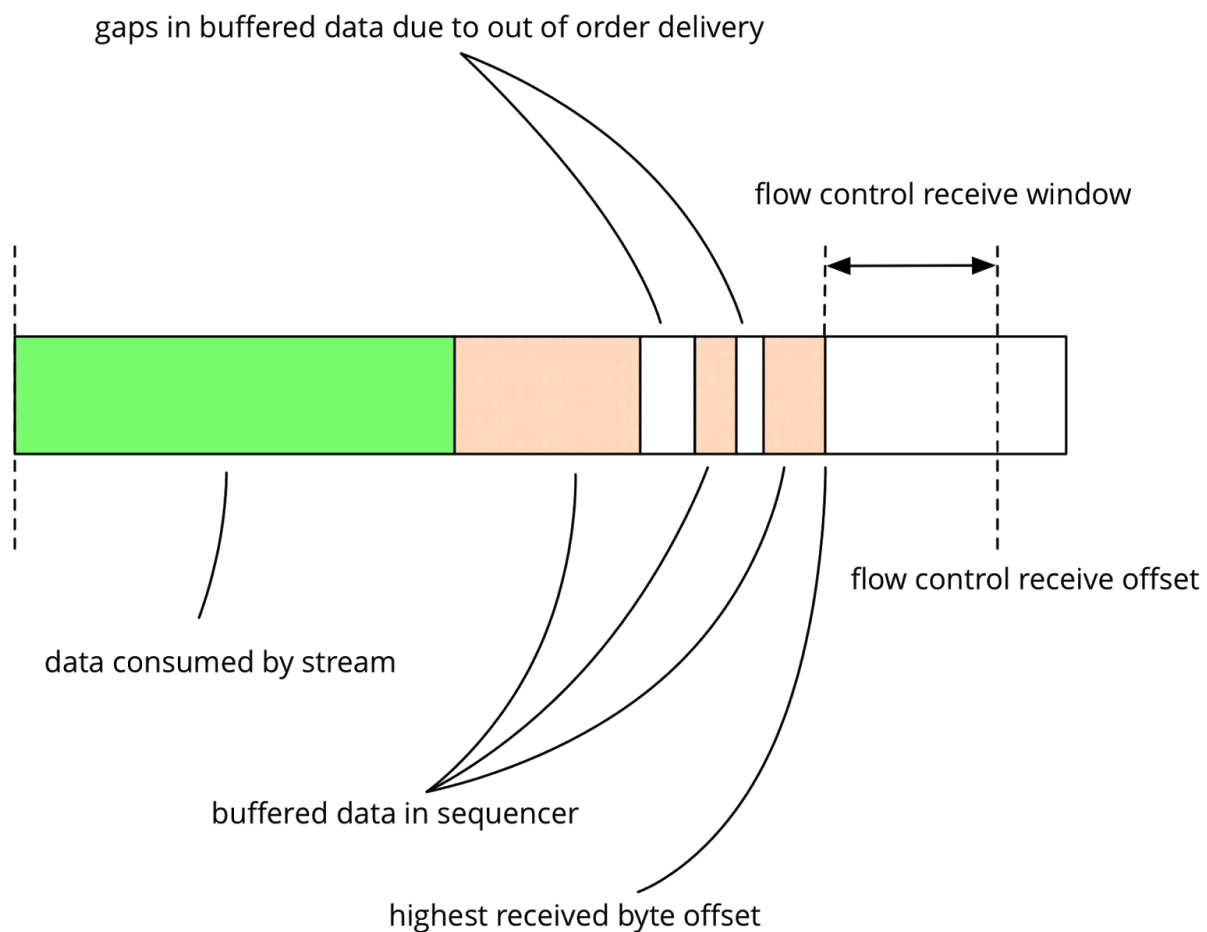 gaps in buffered data due to out of order delivery
flow control receive window
flow control receive offset
data consumed by stream
buffered data in sequencer
highest received byte offset